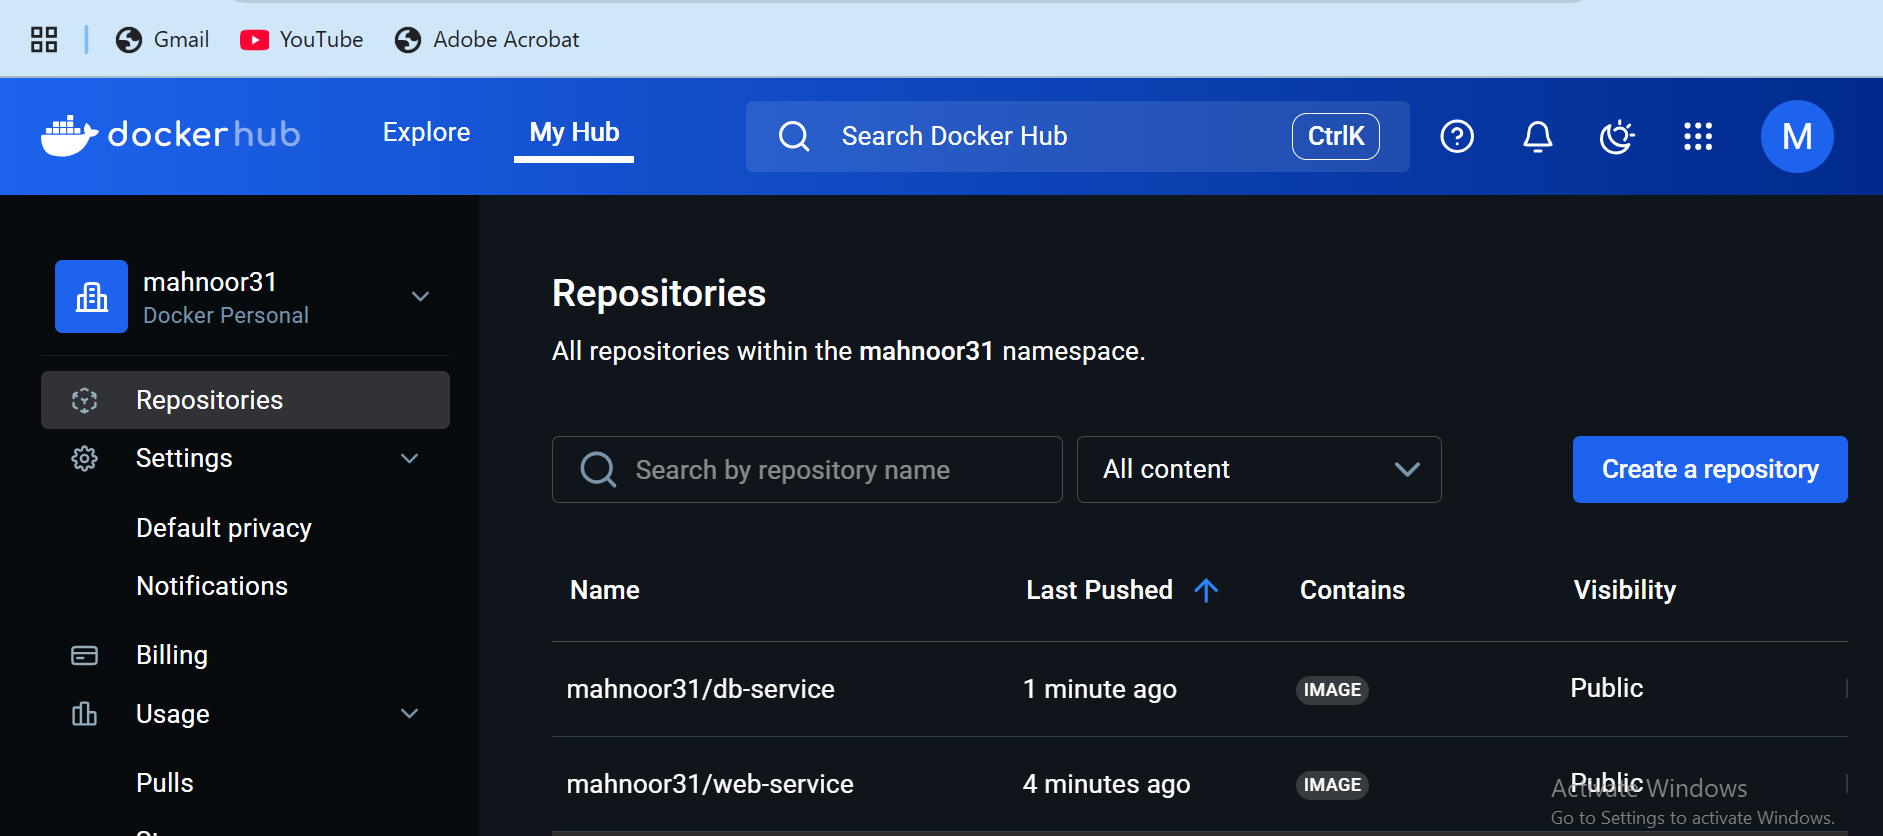 Gmail YouTube Adobe Acrobat
dockerhub Explore My Hub Search Docker Hub CtrlK M
mahnoor31
Docker Personal
Repositories
Settings
Default privacy
Notifications
Billing
Usage
Pulls
Repositories
All repositories within the mahnoor31 namespace.
Search by repository name All content Create a repository
Name Last Pushed Contains Visibility
mahnoor31/db-service 1 minute ago IMAGE Public
mahnoor31/web-service 4 minutes ago IMAGE Public
Activate Windows
Go to Settings to activate Windows.